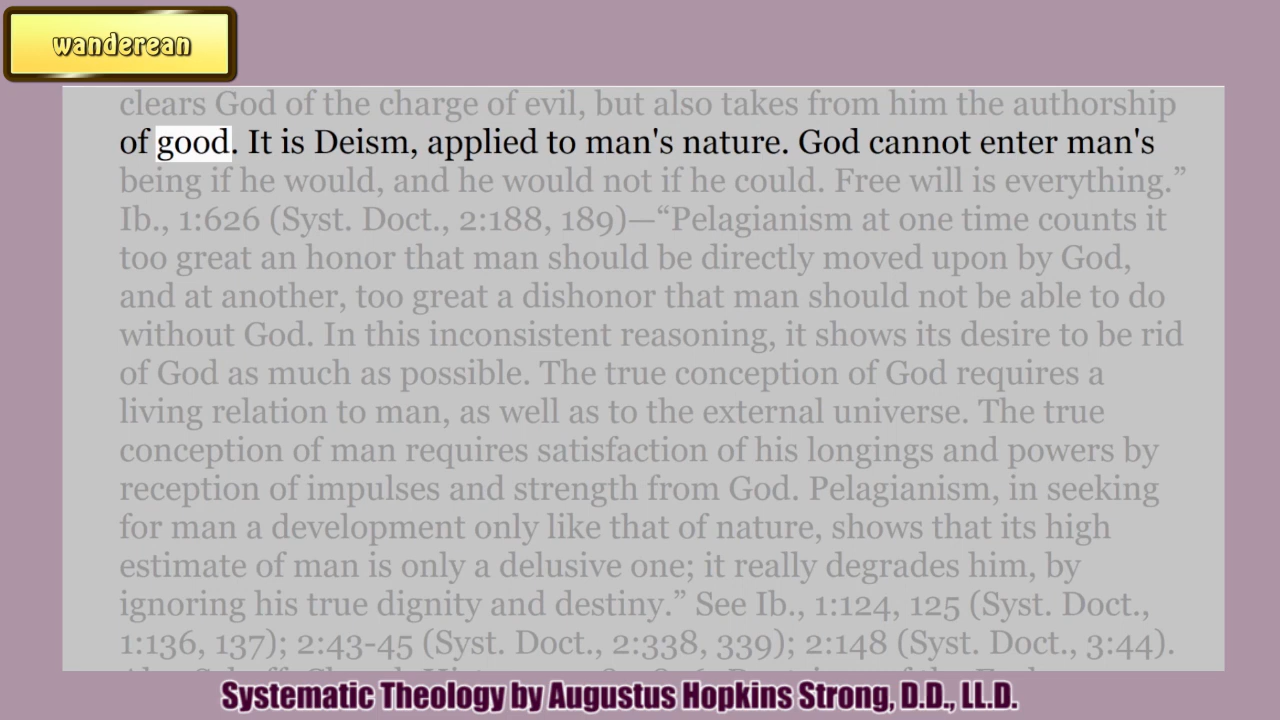 wanderean
clears God of the charge of evil, but also takes from him the authorship
of good. It is Deism, applied to man's nature. God cannot enter man's
being if he would, and he would not if he could. Free will is everything.”
Ib., 1:626 (Syst. Doct., 2:188, 189)—“Pelagianism at one time counts it
too great an honor that man should be directly moved upon by God,
and at another, too great a dishonor that man should not be able to do
without God. In this inconsistent reasoning, it shows its desire to be rid
of God as much as possible. The true conception of God requires a
living relation to man, as well as to the external universe. The true
conception of man requires satisfaction of his longings and powers by
reception of impulses and strength from God. Pelagianism, in seeking
for man a development only like that of nature, shows that its high
estimate of man is only a delusive one; it really degrades him, by
ignoring his true dignity and destiny.” See Ib., 1:124, 125 (Syst. Doct.,
1:136, 137); 2:43-45 (Syst. Doct., 2:338, 339); 2:148 (Syst. Doct., 3:44).
Systematic Theology by Augustus Hopkins Strong, D.D., LL.D.